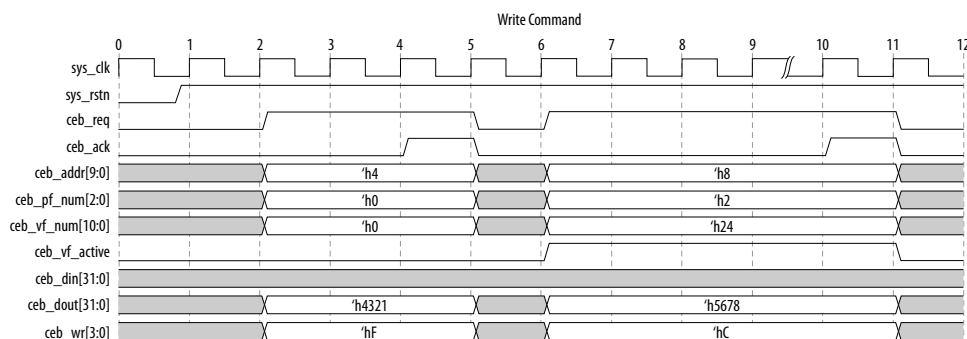 Write Command
0 1 2 3 4 5 6 7 8 9 10 11 12
sys_clk
sys_rstn
ceb_req
ceb_ack
ceb_addr[9:0] ‘h4 ‘h8
ceb_pf_num[2:0] ‘h0 ‘h2
ceb_vf_num[10:0] ‘h0 ‘h24
ceb_vf_active
ceb_din[31:0]
ceb_dout[31:0] ‘h4321 ‘h5678
ceb_wr[3:0] ‘hF ‘hC